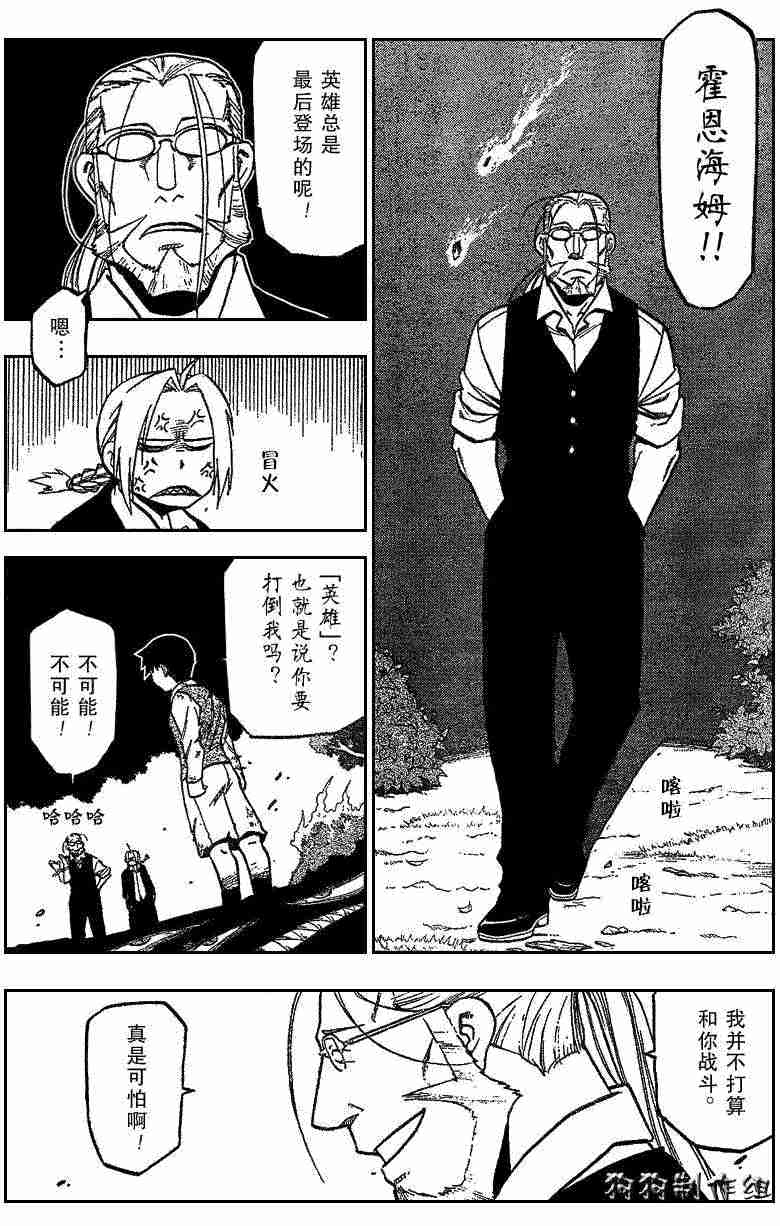 霍恩海姆!!
喀啦
喀啦
英雄总是
最后登场的呢！
嗯…
冒火
「英雄」？
也就是说你要
打倒我吗？
不可能！
不可能！
哈哈哈
我并不打算
和你战斗。
真是可怕啊！
狗狗制作组